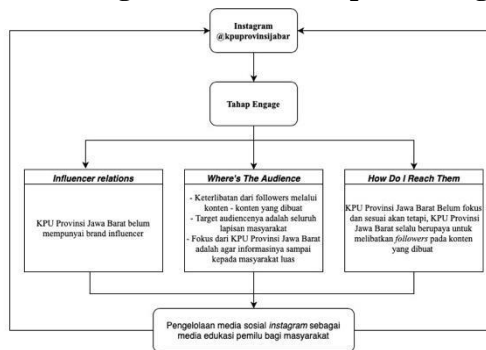 Instagram
@kpuprovinsijabar
Tahap Engage
Influencer relations
KPU Provinsi Jawa Barat belum
mempunyai brand influencer
Where's The Audience
- Keterlibatan dari followers melalui
konten - konten yang dibuat
- Target audiencenya adalah seluruh
lapisan masyarakat
- Fokus dari KPU Provinsi Jawa Barat
adalah agar informasinya sampai
kepada masyarakat luas
How Do I Reach Them
KPU Provinsi Jawa Barat Belum fokus
dan sesuai akan tetapi, KPU Provinsi
Jawa Barat selalu berupaya untuk
melibatkan followers pada konten
yang dibuat
Pengelolaan media sosial instagram sebagai
media edukasi pemilu bagi masyarakat